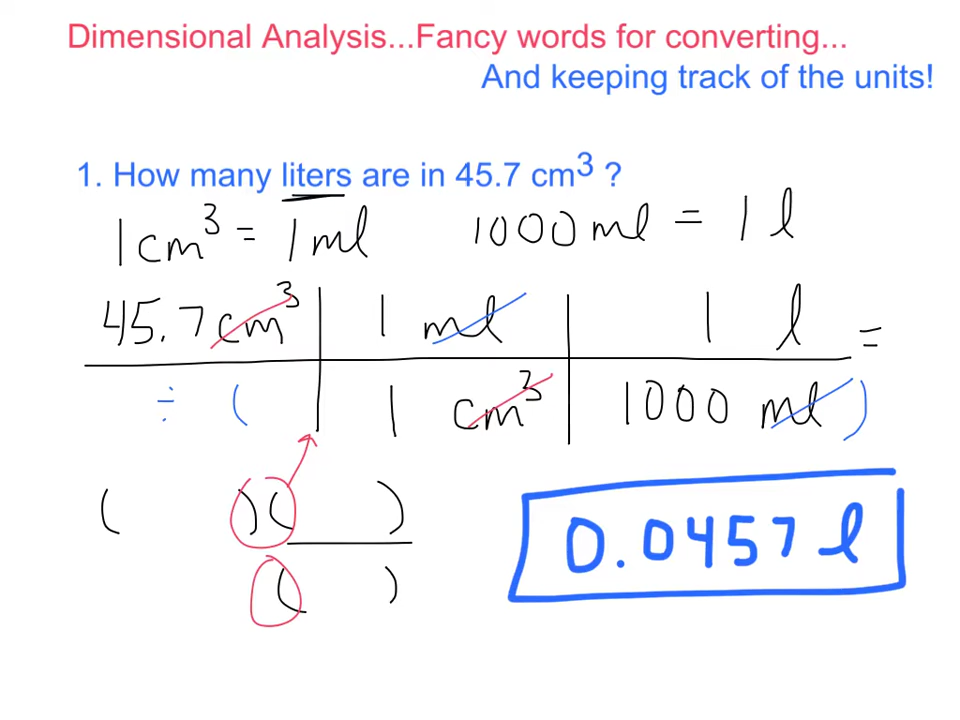 Dimensional Analysis...Fancy words for converting...
And keeping track of the units!
1. How many liters are in 45.7 cm³ ?
1 cm³ = 1 ml 1000 ml = 1 l
45.7 cm³ | 1 ml | 1 l =
÷ ( | 1 cm³ | 1000 ml )
( )( )
( )
0.0457 l